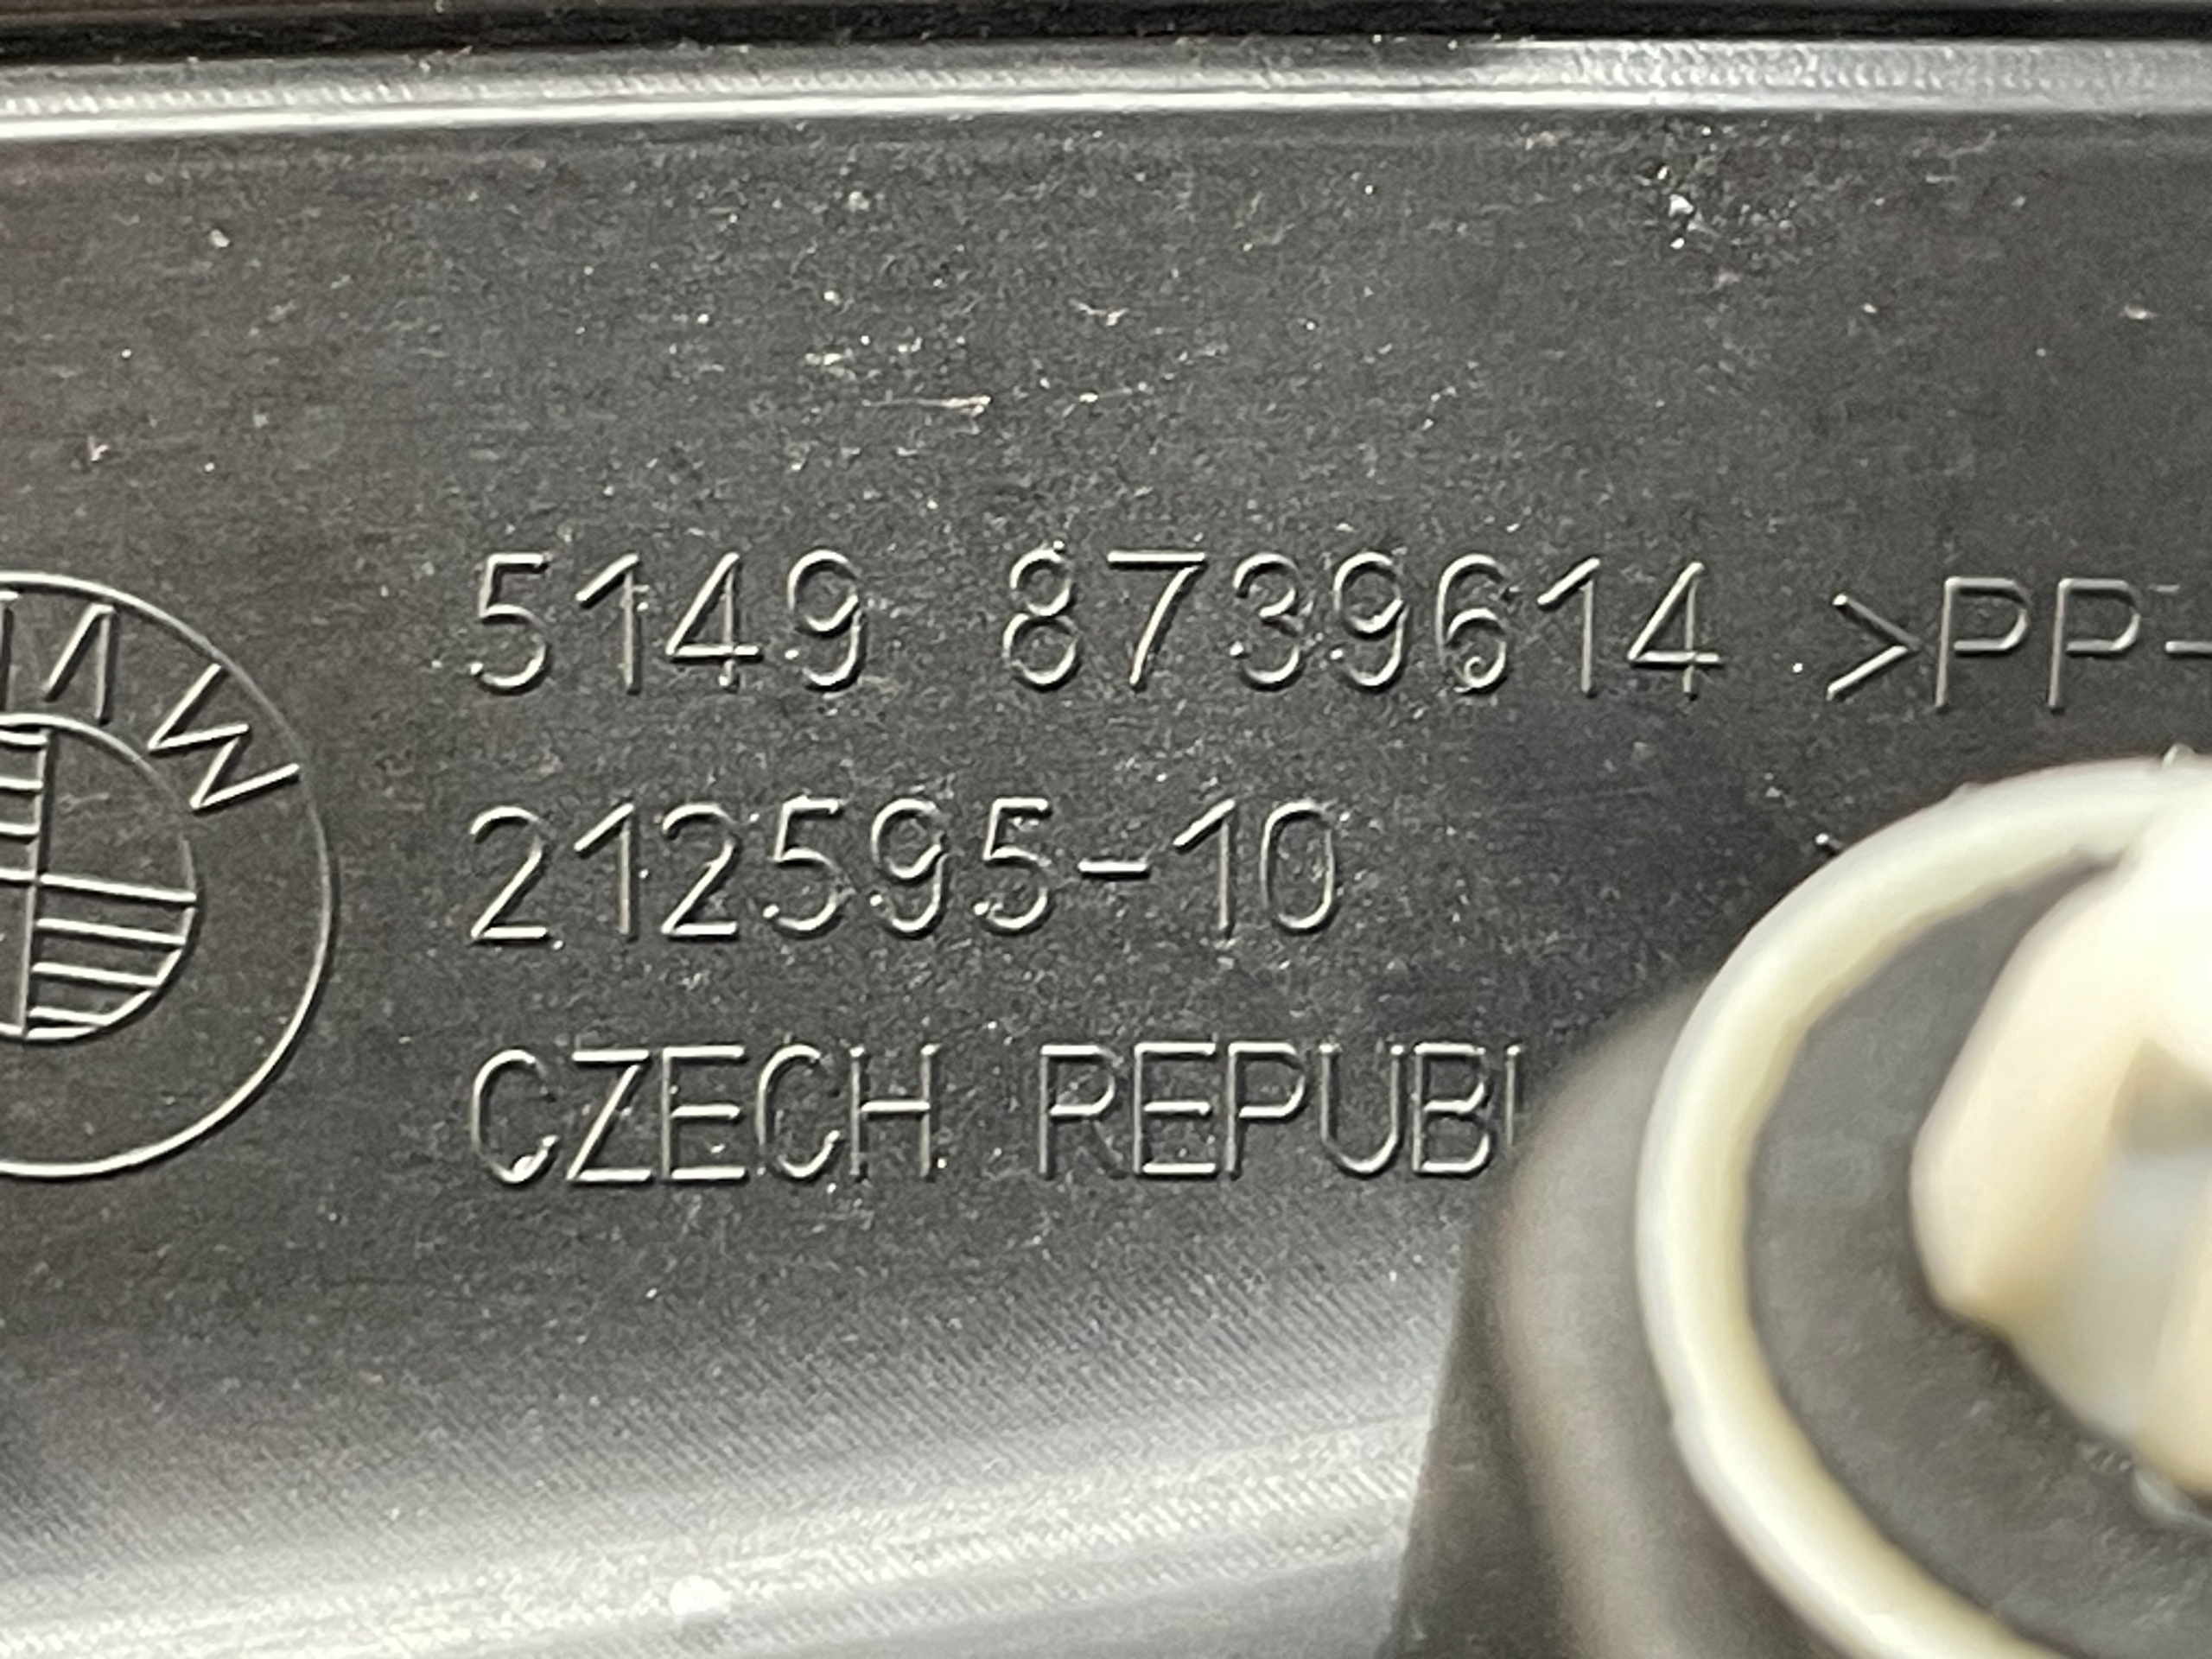 BMW
5149 8739614 >PP-
212595-10
CZECH REPUBL